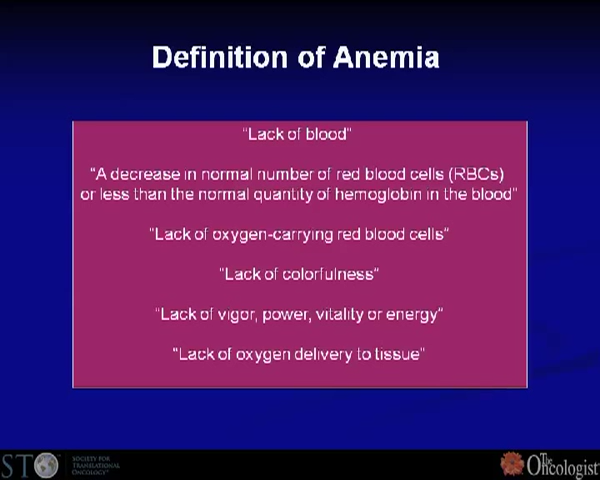 Definition of Anemia
"Lack of blood"
"A decrease in normal number of red blood cells (RBCs)
or less than the normal quantity of hemoglobin in the blood"
"Lack of oxygen-carrying red blood cells"
"Lack of colorfulness"
"Lack of vigor, power, vitality or energy"
"Lack of oxygen delivery to tissue"
STO
SOCIETY FOR
TRANSLATIONAL
ONCOLOGY
The
Oncologist